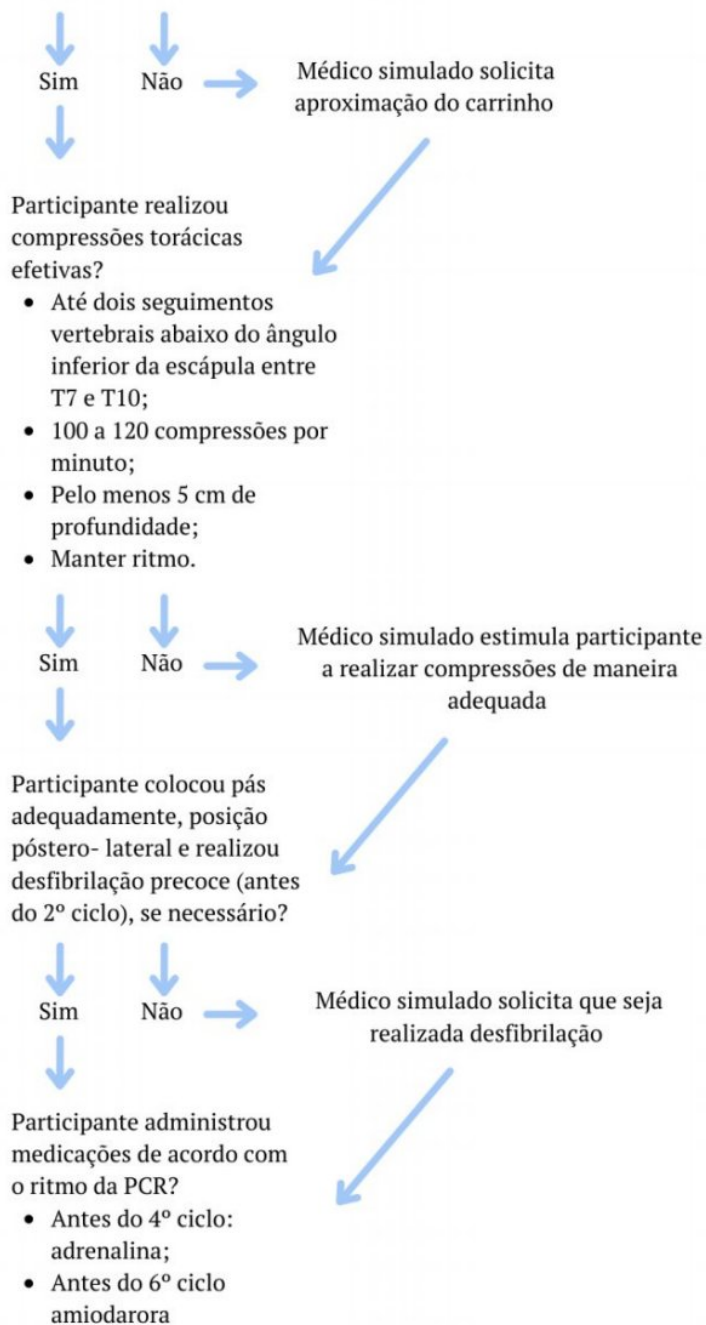 Sim
Não
Médico simulado solicita
aproximação do carrinho
Participante realizou
compressões torácicas
efetivas?
• Até dois seguimentos
vertebrais abaixo do ângulo
inferior da escápula entre
T7 e T10;
• 100 a 120 compressões por
minuto;
• Pelo menos 5 cm de
profundidade;
• Manter ritmo.
Sim
Não
Médico simulado estimula participante
a realizar compressões de maneira
adequada
Participante colocou pás
adequadamente, posição
póstero- lateral e realizou
desfibrilação precoce (antes
do 2º ciclo), se necessário?
Sim
Não
Médico simulado solicita que seja
realizada desfibrilação
Participante administrou
medicações de acordo com
o ritmo da PCR?
• Antes do 4º ciclo:
adrenalina;
• Antes do 6º ciclo
amiodarora